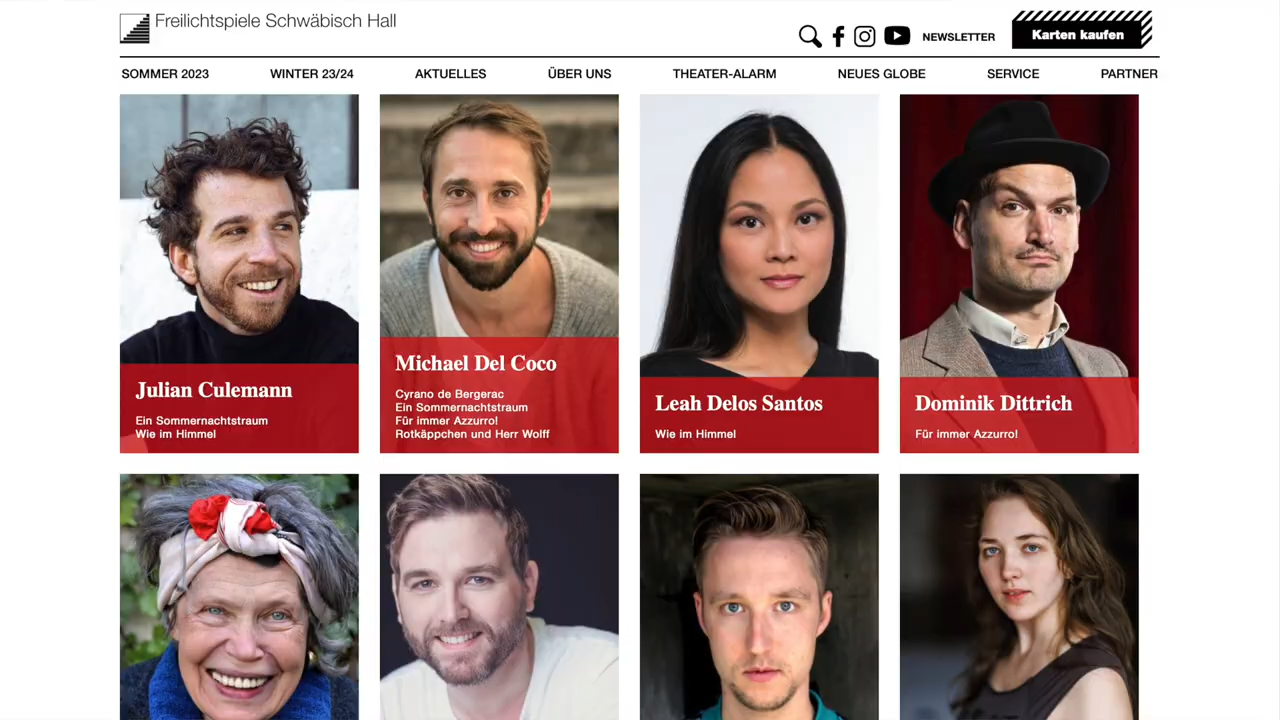 Freilichtspiele Schwäbisch Hall
NEWSLETTER
Karten kaufen
SOMMER 2023
WINTER 23/24
AKTUELLES
ÜBER UNS
THEATER-ALARM
NEUES GLOBE
SERVICE
PARTNER
Julian Culemann
Ein Sommernachtstraum
Wie im Himmel
Michael Del Coco
Cyrano de Bergerac
Ein Sommernachtstraum
Für immer Azzurro!
Rotkäppchen und Herr Wolff
Leah Delos Santos
Wie im Himmel
Dominik Dittrich
Für immer Azzurro!